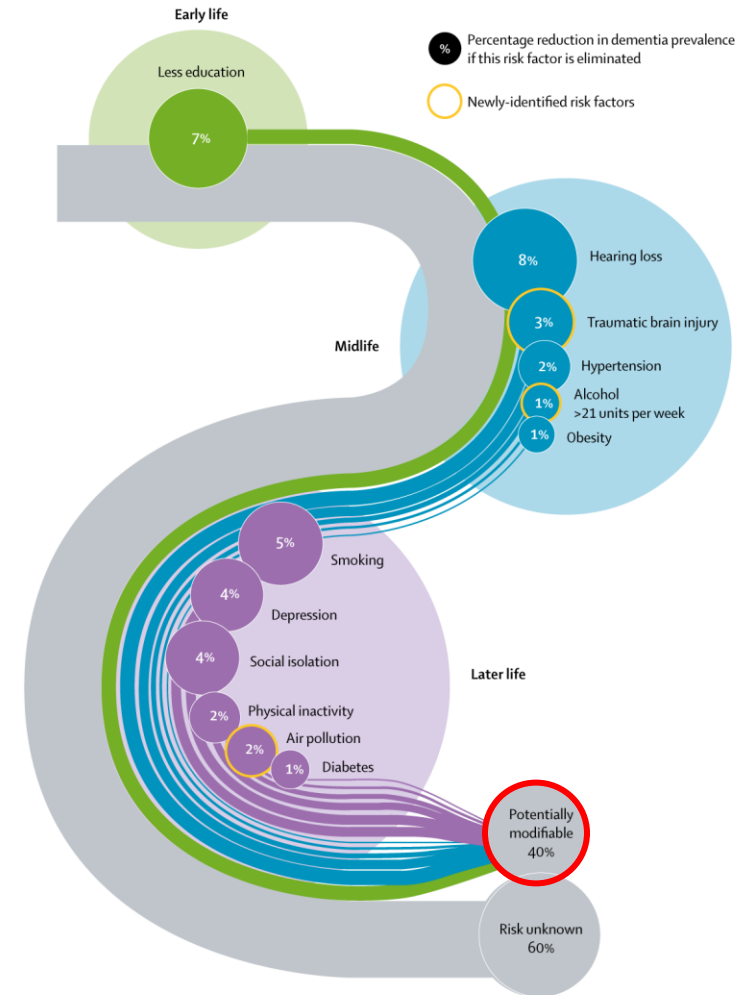 Early life
%
Percentage reduction in dementia prevalence
if this risk factor is eliminated
Newly-identified risk factors
Less education
7%
8%
Hearing loss
3%
Traumatic brain injury
Midlife
2%
Hypertension
1%
Alcohol
>21 units per week
1%
Obesity
5%
Smoking
4%
Depression
4%
Social isolation
Later life
2%
Physical inactivity
2%
Air pollution
1%
Diabetes
Potentially
modifiable
40%
Risk unknown
60%